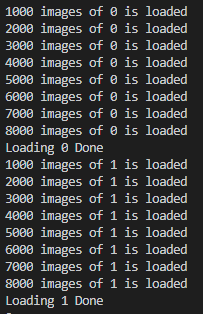 1000 images of 0 is loaded
2000 images of 0 is loaded
3000 images of 0 is loaded
4000 images of 0 is loaded
5000 images of 0 is loaded
6000 images of 0 is loaded
7000 images of 0 is loaded
8000 images of 0 is loaded
Loading 0 Done
1000 images of 1 is loaded
2000 images of 1 is loaded
3000 images of 1 is loaded
4000 images of 1 is loaded
5000 images of 1 is loaded
6000 images of 1 is loaded
7000 images of 1 is loaded
8000 images of 1 is loaded
Loading 1 Done